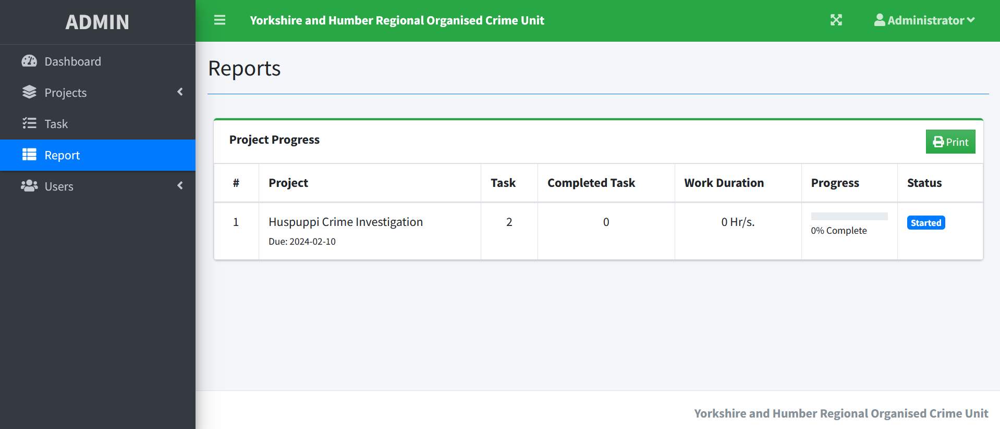 ADMIN
Yorkshire and Humber Regional Organised Crime Unit
Administrator
Dashboard
Projects
Task
Report
Users
Reports
Project Progress
Print
# Project Task Completed Task Work Duration Progress Status
1 Huspuppi Crime Investigation 2 0 0 Hr/s. Started
0% Complete
Due: 2024-02-10
Yorkshire and Humber Regional Organised Crime Unit